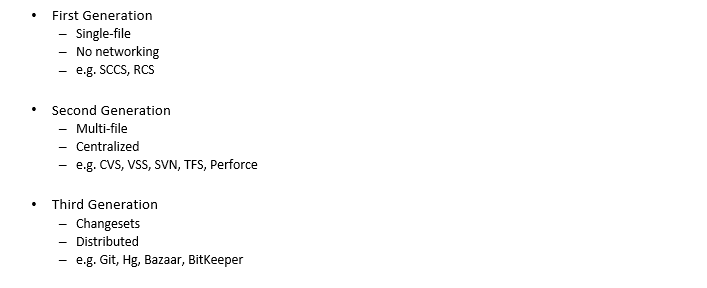 • First Generation
– Single-file
– No networking
– e.g. SCCS, RCS
• Second Generation
– Multi-file
– Centralized
– e.g. CVS, VSS, SVN, TFS, Perforce
• Third Generation
– Changesets
– Distributed
– e.g. Git, Hg, Bazaar, BitKeeper